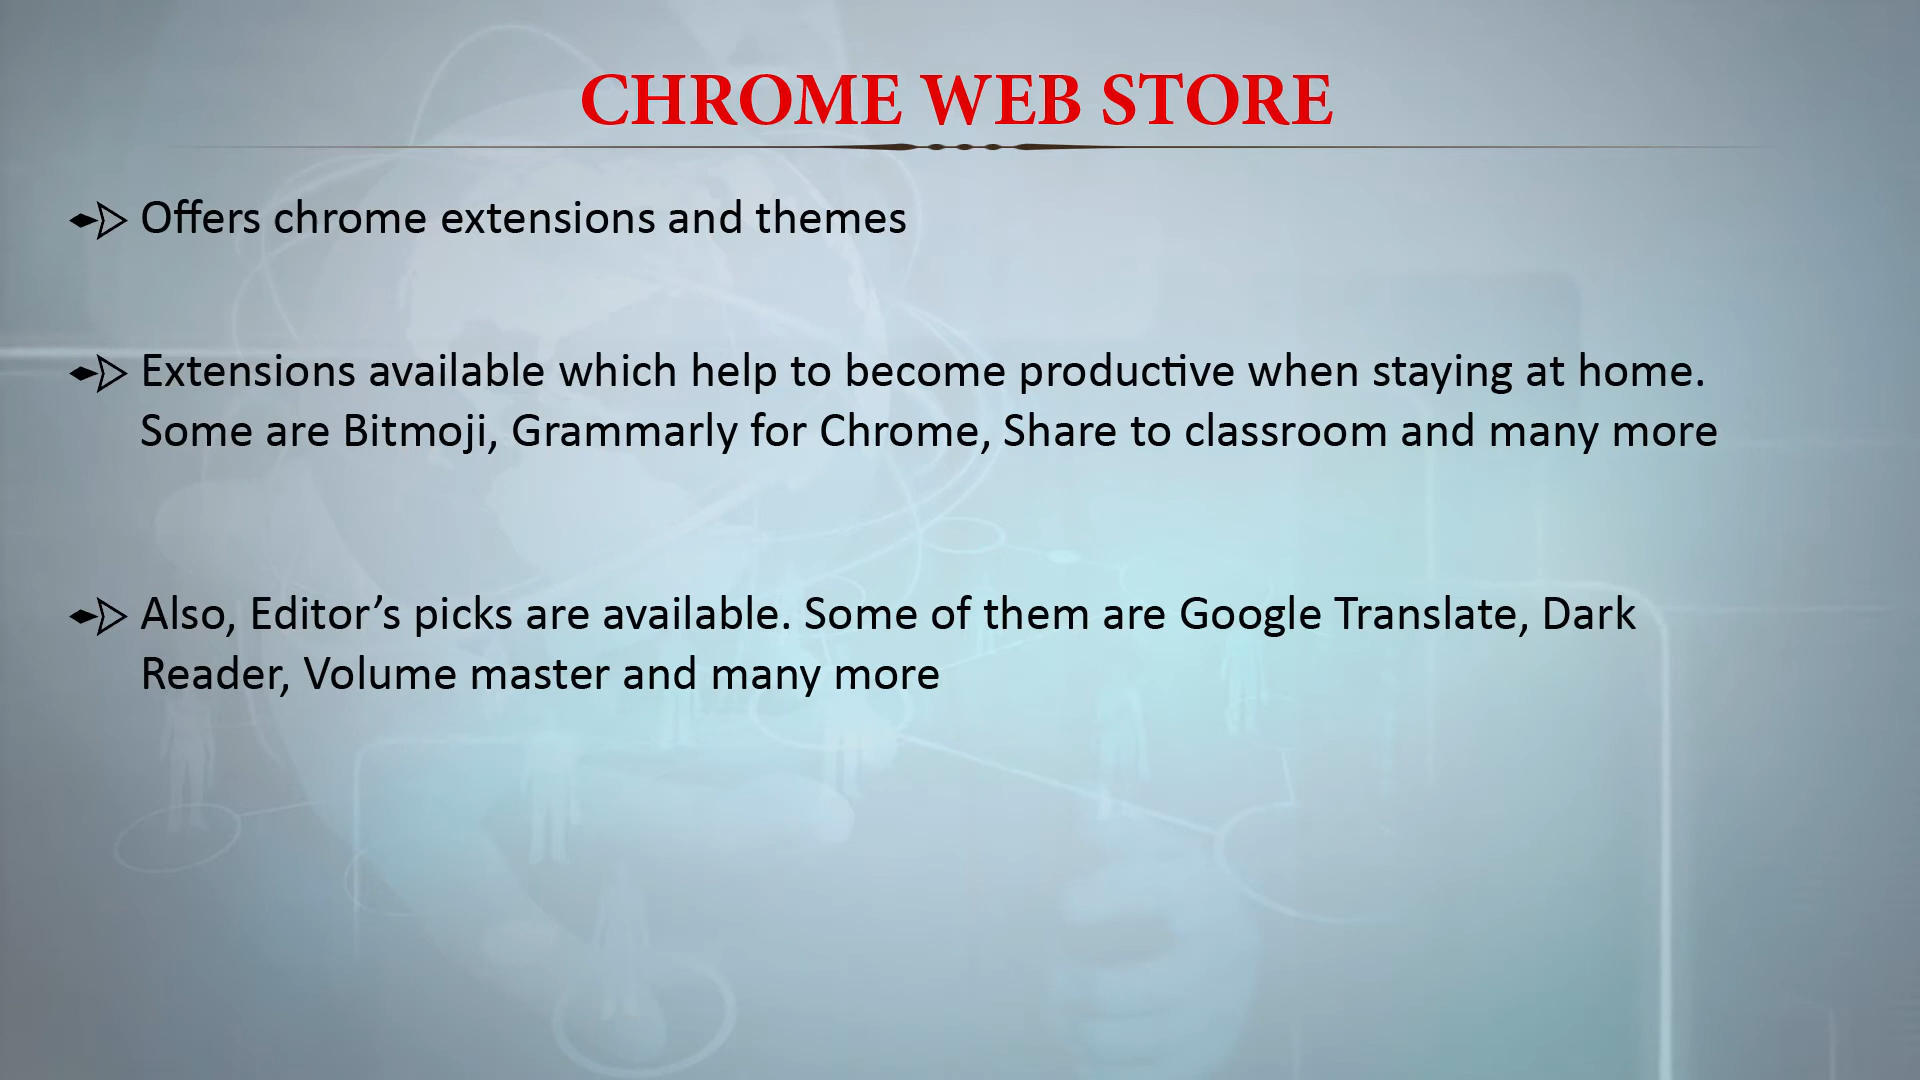 CHROME WEB STORE
Offers chrome extensions and themes
Extensions available which help to become productive when staying at home.
Some are Bitmoji, Grammarly for Chrome, Share to classroom and many more
Also, Editor’s picks are available. Some of them are Google Translate, Dark
Reader, Volume master and many more